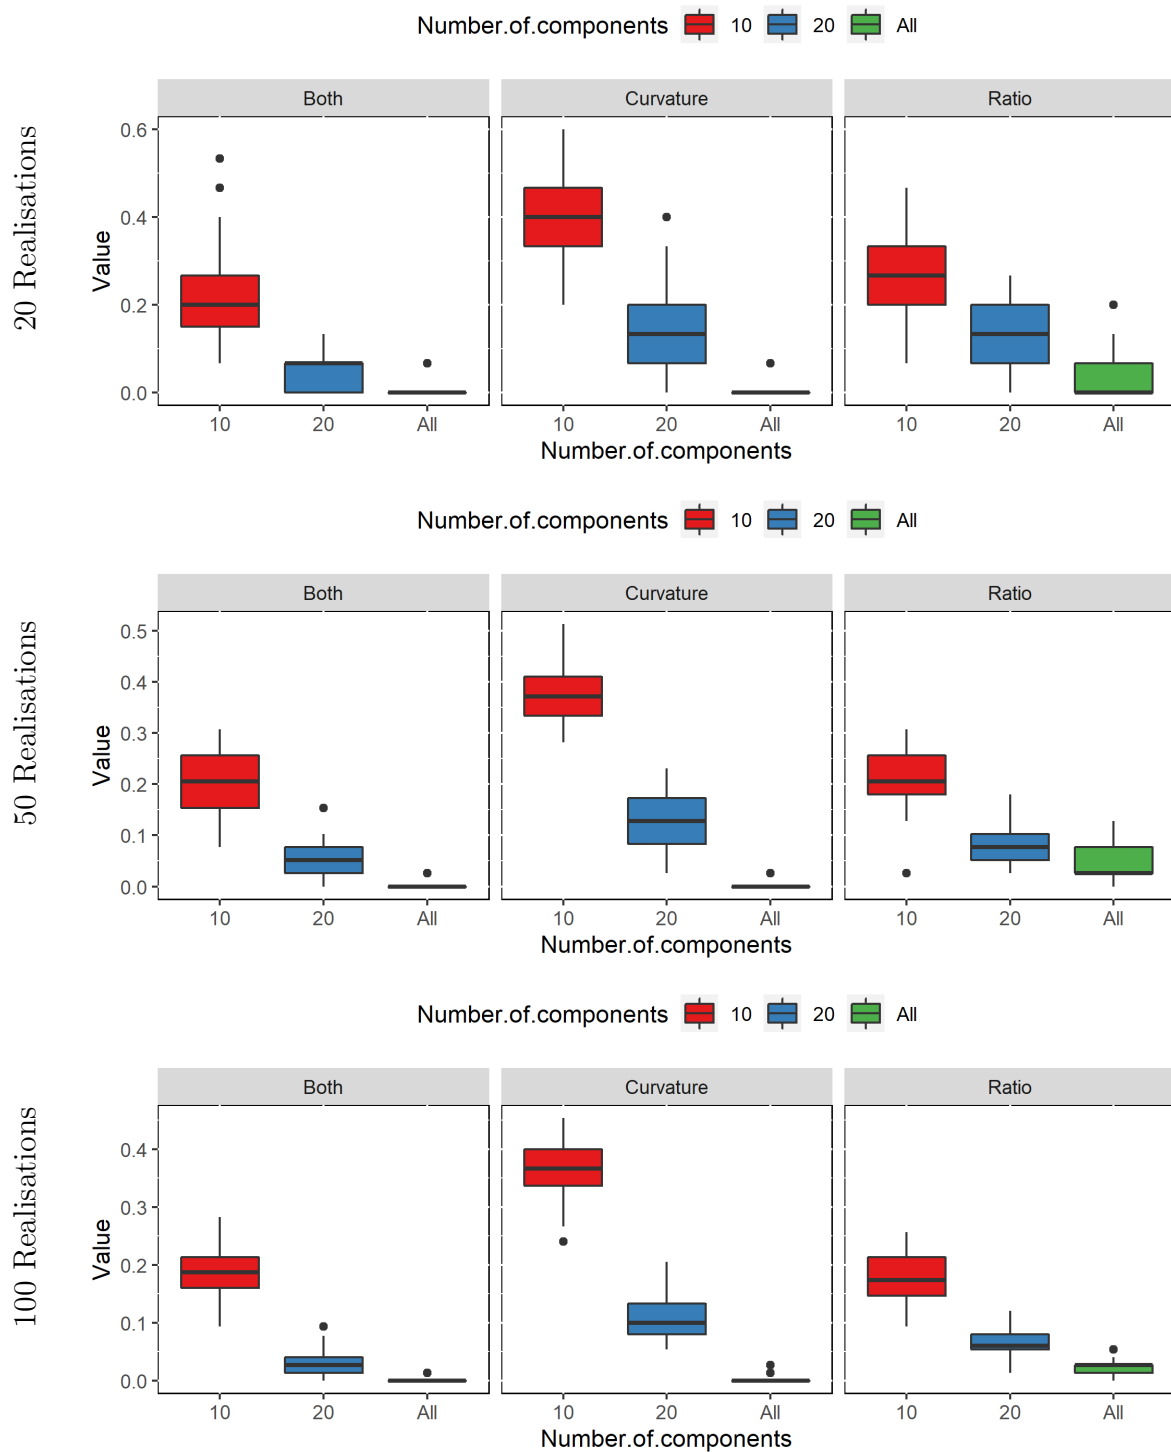 Number.of.components 10 20 All
20 Realisations
Both Curvature Ratio
Value
0.6
0.4
0.2
0.0
10 20 All 10 20 All 10 20 All
Number.of.components
Number.of.components 10 20 All
50 Realisations
Both Curvature Ratio
Value
0.5
0.4
0.3
0.2
0.1
0.0
10 20 All 10 20 All 10 20 All
Number.of.components
Number.of.components 10 20 All
100 Realisations
Both Curvature Ratio
Value
0.4
0.3
0.2
0.1
0.0
10 20 All 10 20 All 10 20 All
Number.of.components